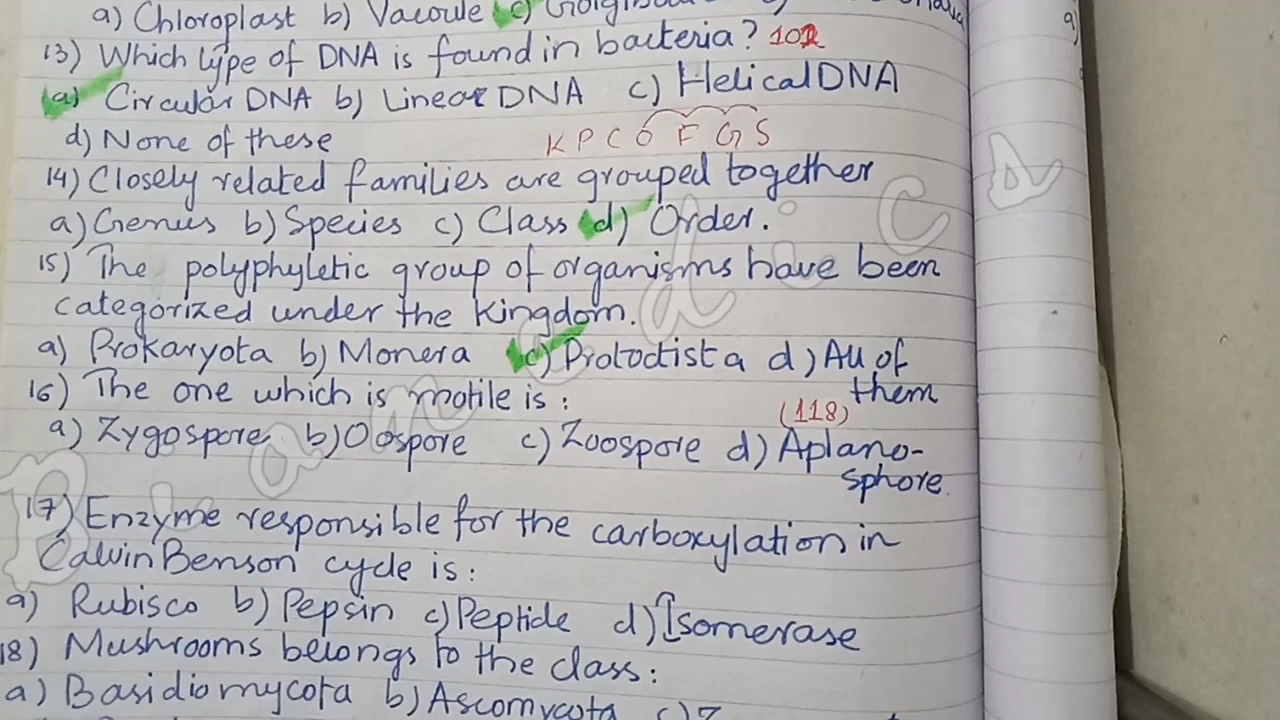 a) Chloroplast b) Vacoule c)
13) Which type of DNA is found in bacteria? 102
(a) Circular DNA b) Linear DNA c) Helical DNA
d) None of these
K P C O F G S
14) Closely related families are grouped together
a) Genus b) Species c) Class d) Order.
15) The polyphyletic group of organisms have been
categorized under the kingdom.
a) Prokaryota b) Monera c) Protoctista d) All of
them
16) The one which is motile is :
(118)
a) Zygospore b) Oospore c) Zoospore d) Aplano-
sphore.
17) Enzyme responsible for the carboxylation in
Calvin Benson cycle is :
a) Rubisco b) Pepsin c) Peptide d) Isomerase
18) Mushrooms belongs to the class :
a) Basidiomycota b) Ascomycota c) Z